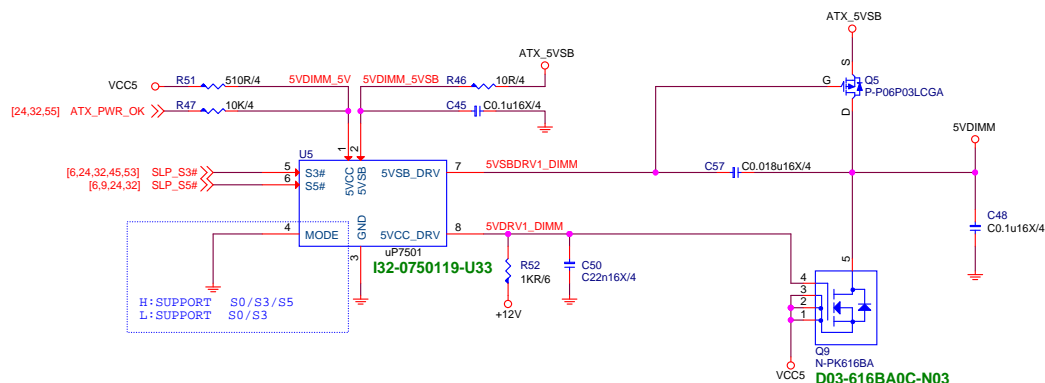 ATX_5VSB
S
G
Q5
P-P06P03LCGA
D
ATX_5VSB
VCC5
R51
510R/4
5VDIMM_5V
5VDIMM_5VSB
R46
10R/4
[24,32,55] ATX_PWR_OK
R47
10K/4
C45
C0.1u16X/4
5VDIMM
U5
1
2
[6,24,32,45,53] SLP_S3#
5
S3#
5VCC
5VSB
5VSB_DRV
7
5VSBDRV1_DIMM
C57
C0.018u16X/4
[6,9,24,32] SLP_S5#
6
S5#
C48
C0.1u16X/4
4
MODE
GND
5VCC_DRV
8
5VDRV1_DIMM
uP7501
3
I32-0750119-U33
R52
1KR/6
C50
C22n16X/4
5
4
3
2
1
H:SUPPORT S0/S3/S5
L:SUPPORT S0/S3
+12V
Q9
N-PK616BA
VCC5
D03-616BA0C-N03